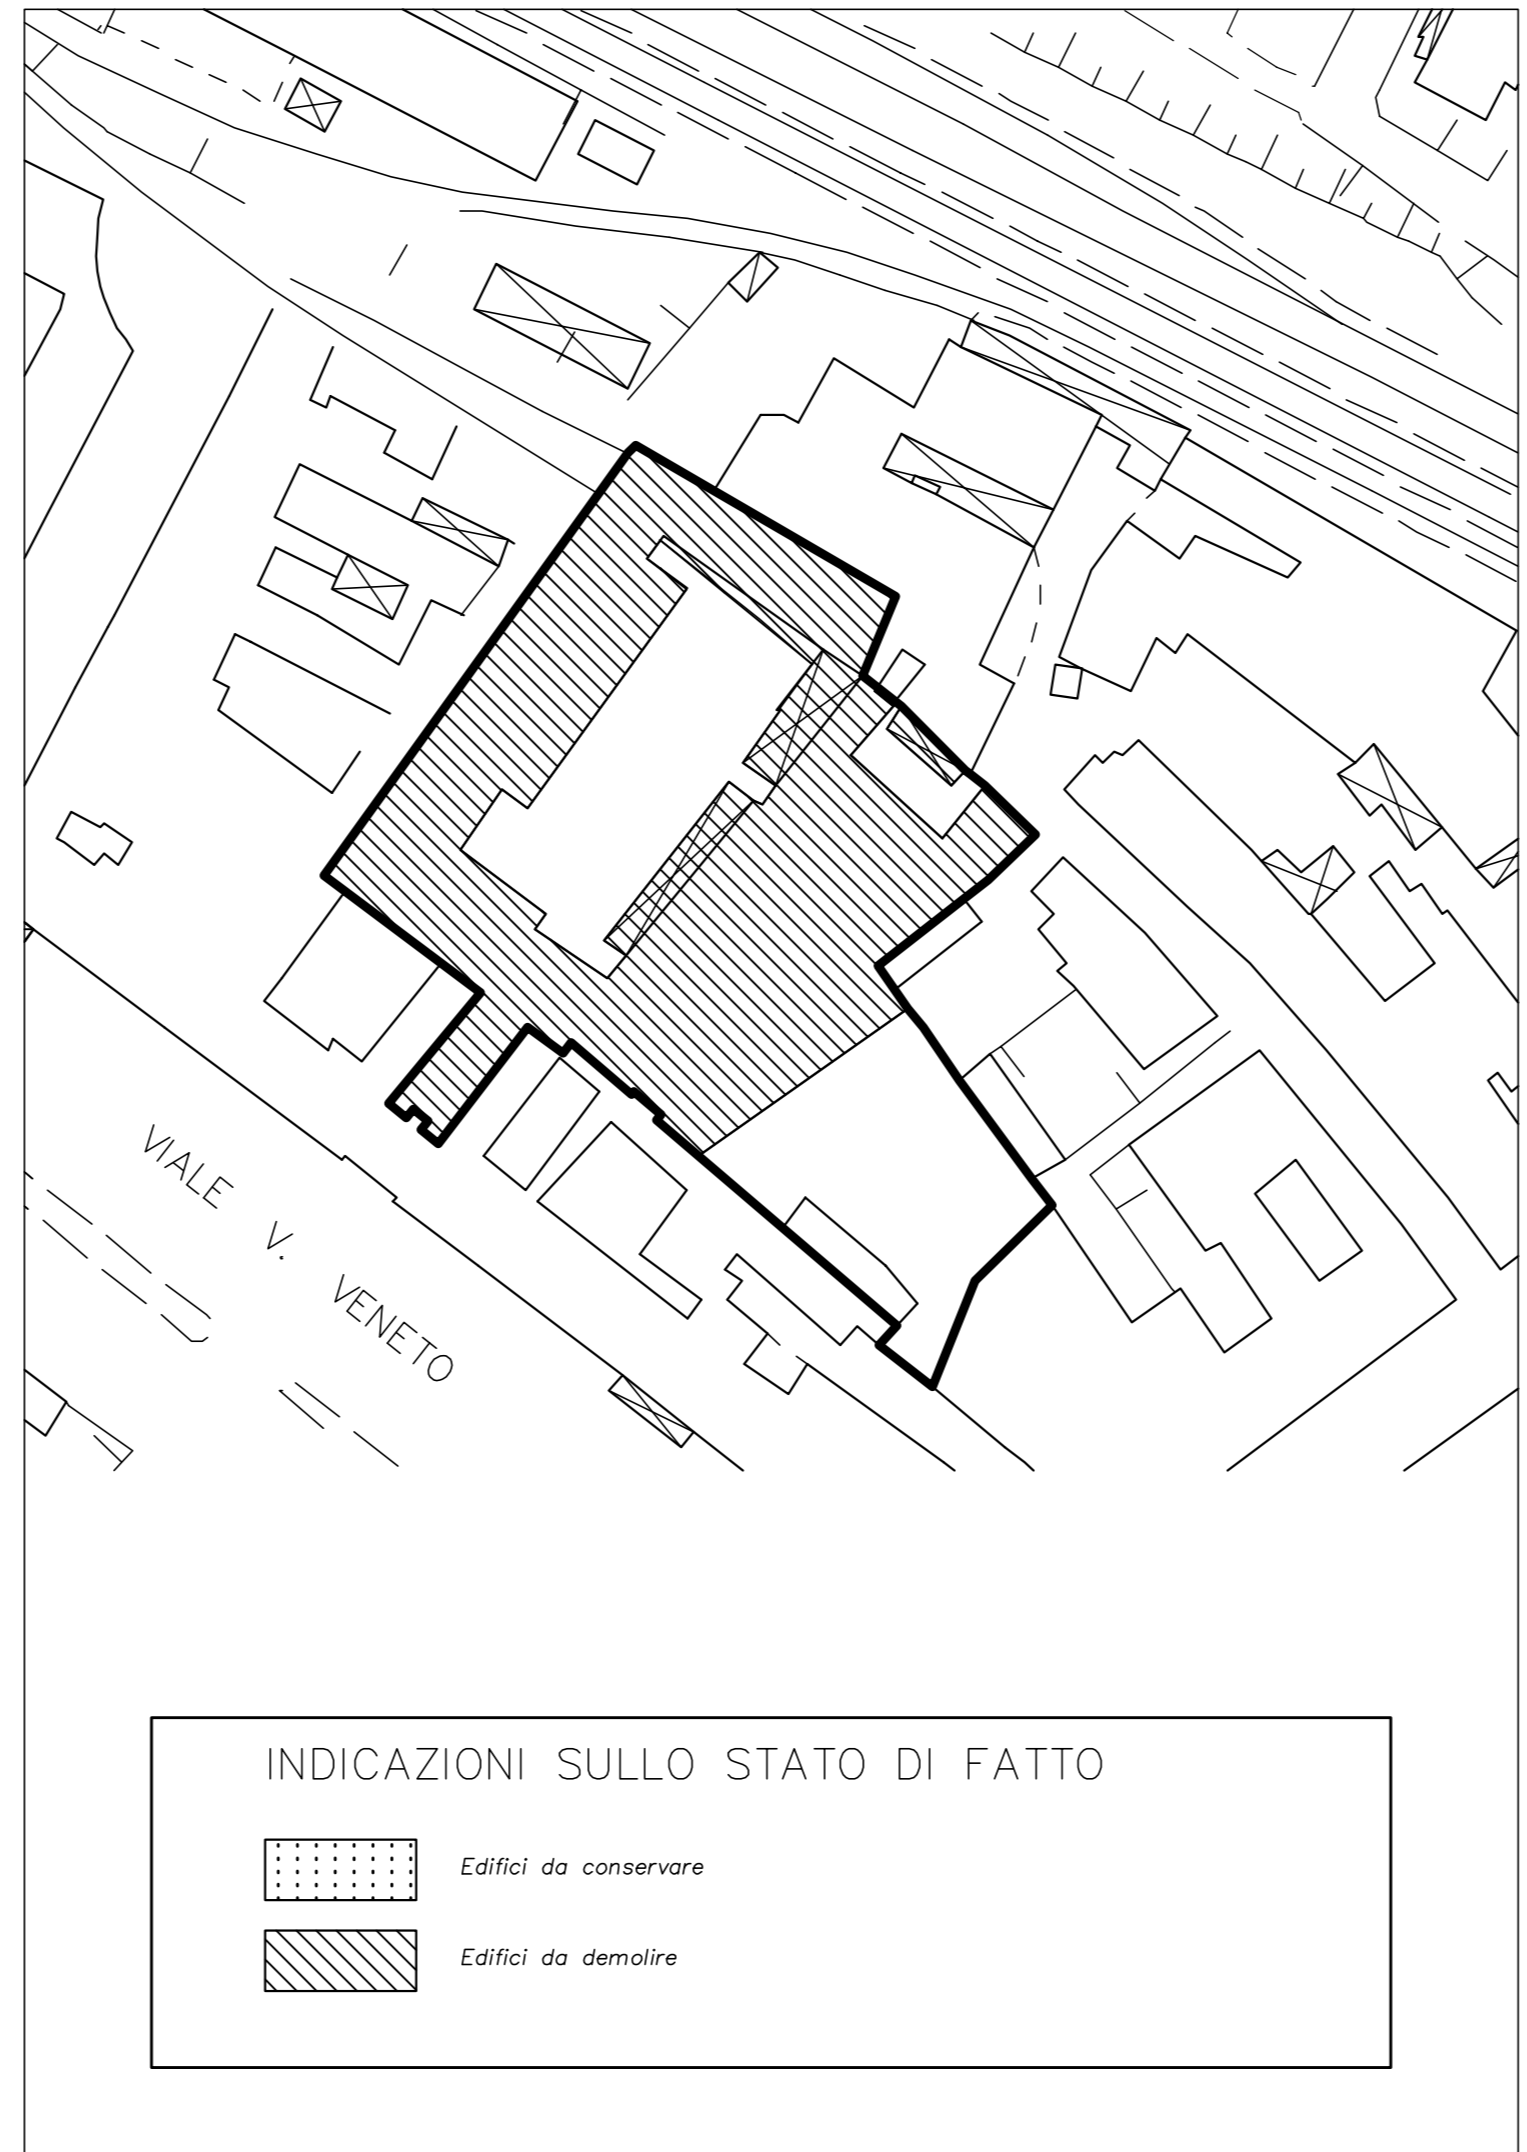 VIALE V. VENETO
INDICAZIONI SULLO STATO DI FATTO
Edifici da conservare
Edifici da demolire